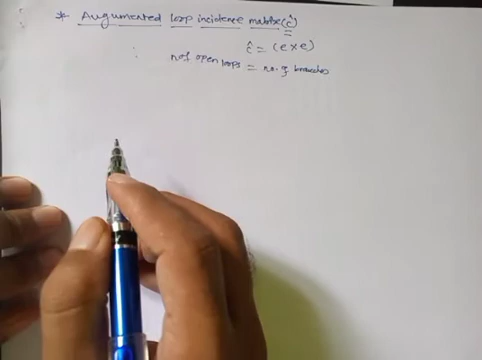 * Augumented loop incidence matrix (ĉ)
ĉ = (e x e)
: no.of open loops = no. of branches